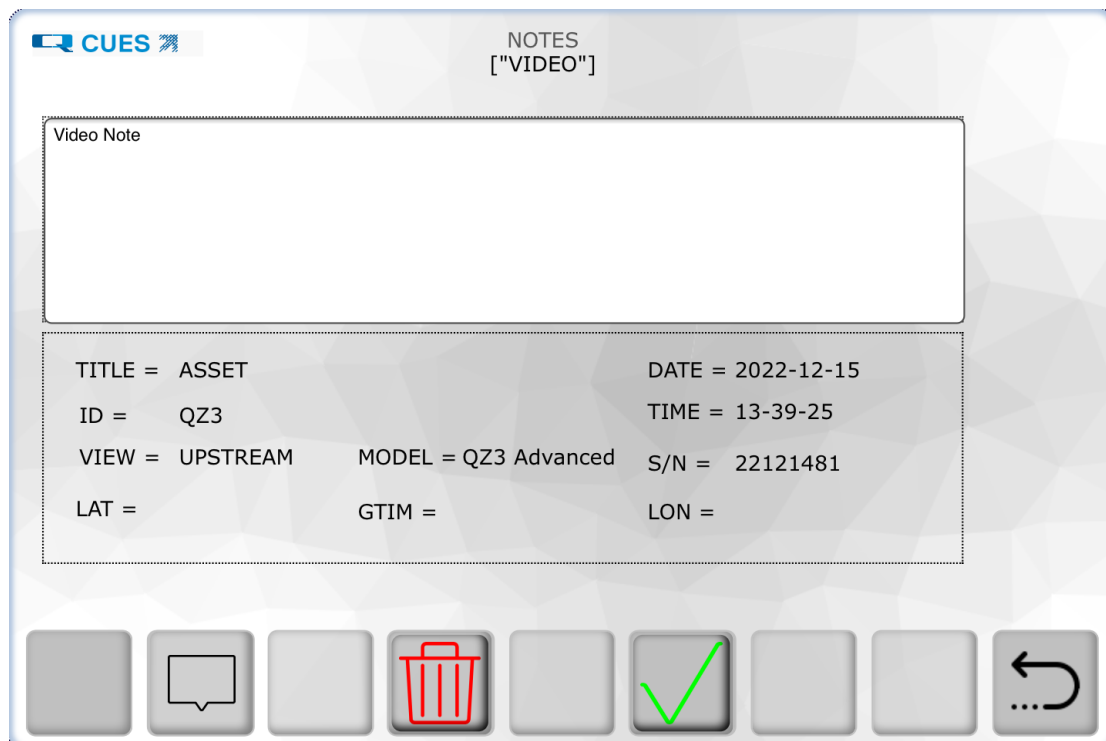 CUES
NOTES
["VIDEO"]
Video Note
TITLE = ASSET
DATE = 2022-12-15
ID = QZ3
TIME = 13-39-25
VIEW = UPSTREAM MODEL = QZ3 Advanced S/N = 22121481
LAT = GTIM = LON =